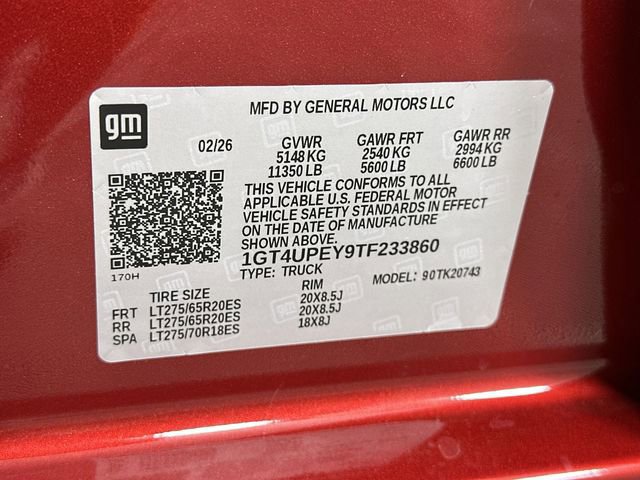 gm
MFD BY GENERAL MOTORS LLC
02/26
GVWR GAWR FRT GAWR RR
5148 KG 2540 KG 2994 KG
11350 LB 5600 LB 6600 LB
THIS VEHICLE CONFORMS TO ALL
APPLICABLE U.S. FEDERAL MOTOR
VEHICLE SAFETY STANDARDS IN EFFECT
ON THE DATE OF MANUFACTURE
SHOWN ABOVE.
1GT4UPEY9TF233860
170H
TYPE: TRUCK MODEL: 90TK20743
TIRE SIZE RIM
FRT LT275/65R20ES 20X8.5J
RR LT275/65R20ES 20X8.5J
SPA LT275/70R18ES 18X8J